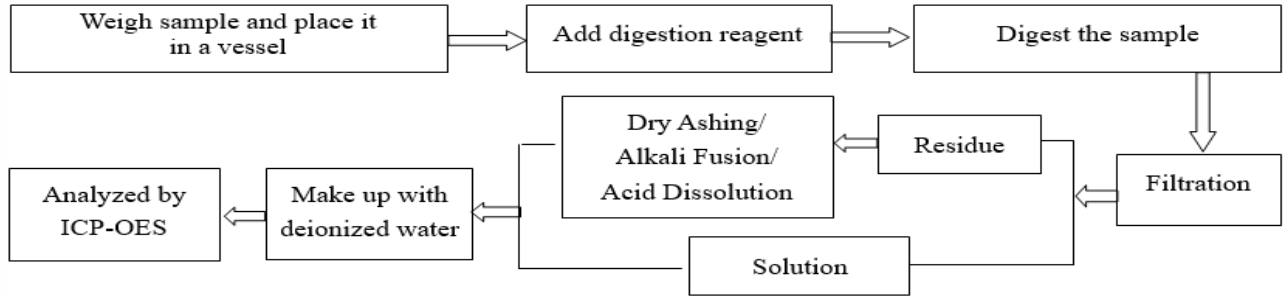 Weigh sample and place it
in a vessel
Add digestion reagent
Digest the sample
Filtration
Residue
Dry Ashing/
Alkali Fusion/
Acid Dissolution
Solution
Make up with
deionized water
Analyzed by
ICP-OES